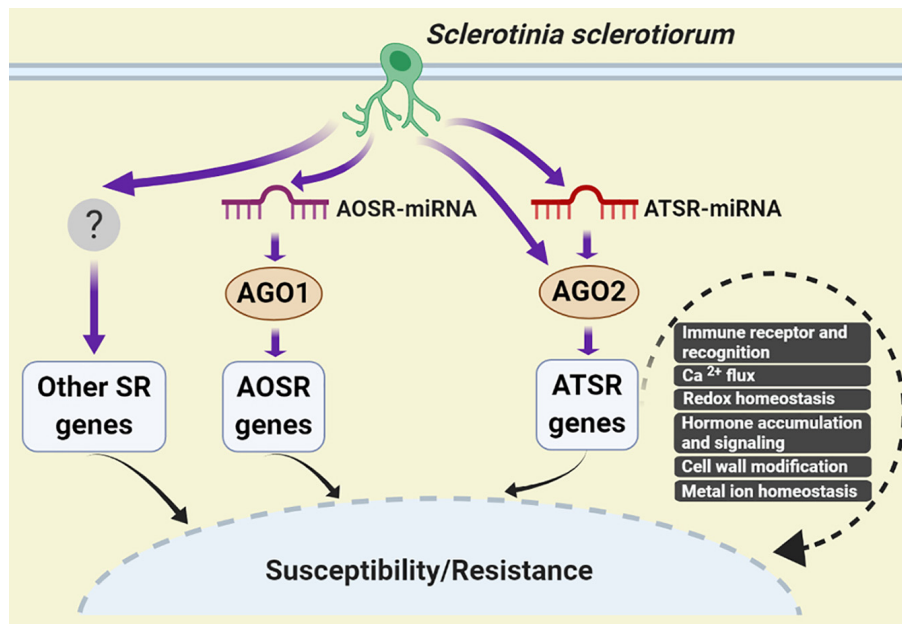 Sclerotinia sclerotiorum
?
AOSR-miRNA
ATSR-miRNA
AGO1
AGO2
Other SR
genes
AOSR
genes
ATSR
genes
Immune receptor and
recognition
Ca 2+ flux
Redox homeostasis
Hormone accumulation
and signaling
Cell wall modification
Metal ion homeostasis
Susceptibility/Resistance